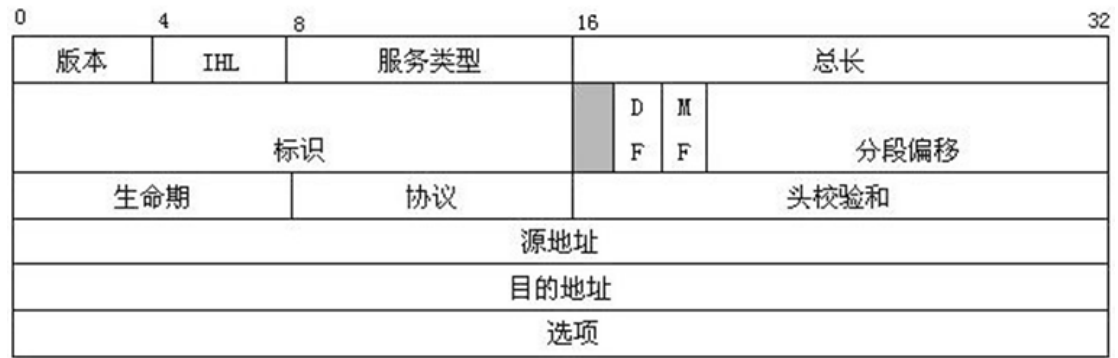 0 4 8 16 32
版本 IHL 服务类型 总长
标识 DF MF 分段偏移
生命期 协议 头校验和
源地址
目的地址
选项